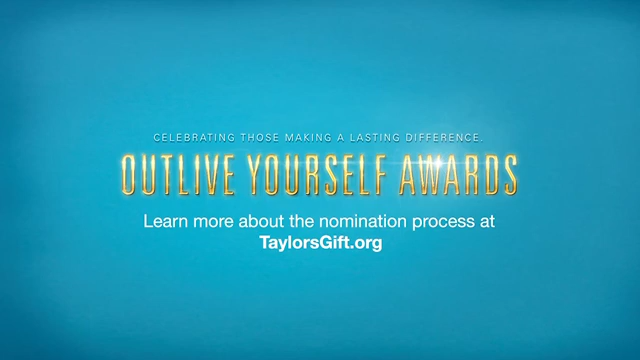 CELEBRATING THOSE MAKING A LASTING DIFFERENCE.
OUTLIVE YOURSELF AWARDS
Learn more about the nomination process at
TaylorsGift.org